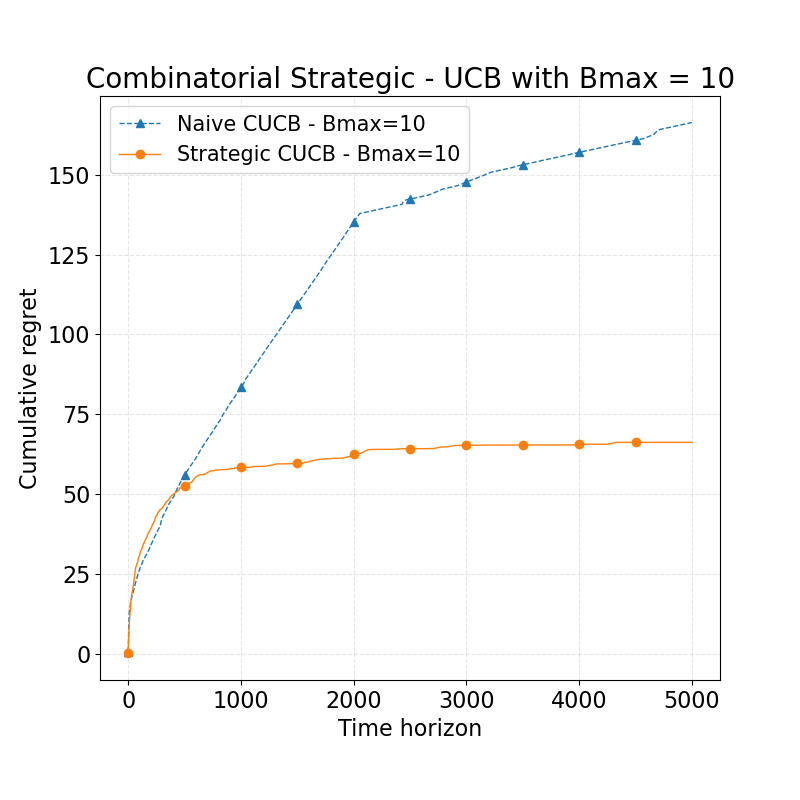 Combinatorial Strategic - UCB with Bmax = 10
Naive CUCB - Bmax=10
Strategic CUCB - Bmax=10
150
125
100
75
50
25
0
Cumulative regret
0 1000 2000 3000 4000 5000
Time horizon